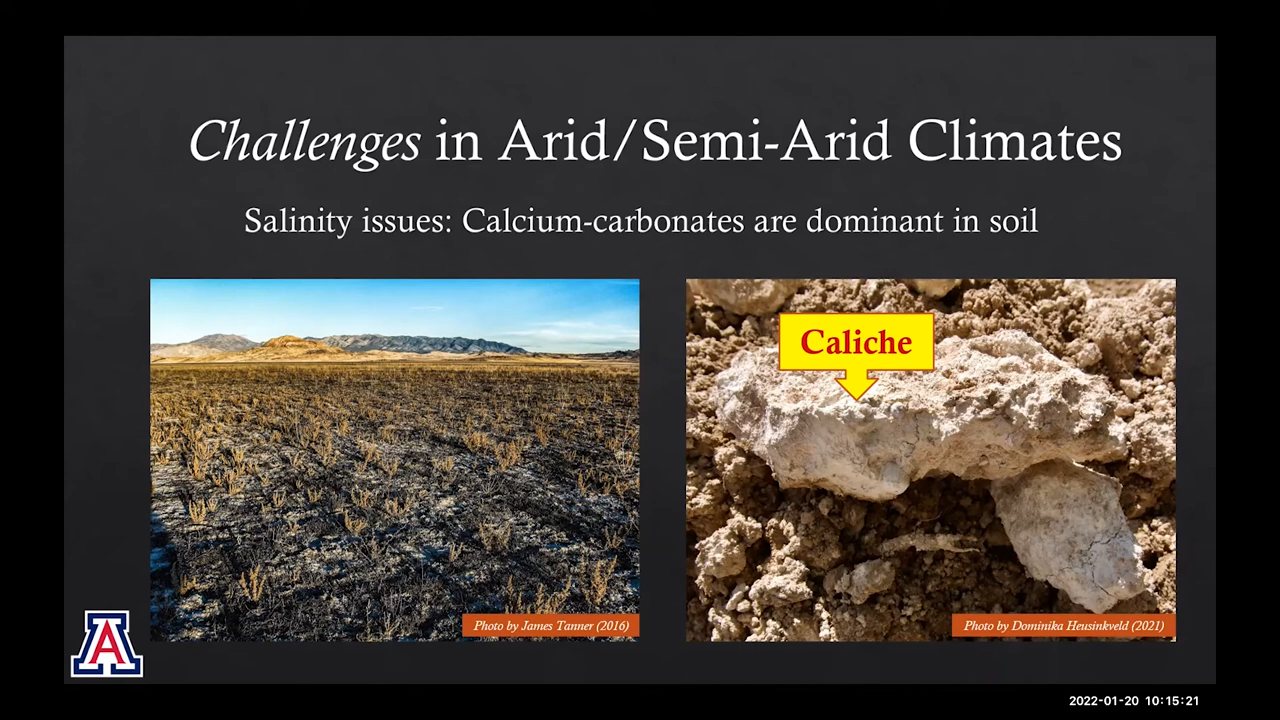 Challenges in Arid/Semi-Arid Climates
Salinity issues: Calcium-carbonates are dominant in soil
Caliche
Photo by James Tanner (2016)
Photo by Dominika Heusinkveld (2021)
A
2022-01-20 10:15:21